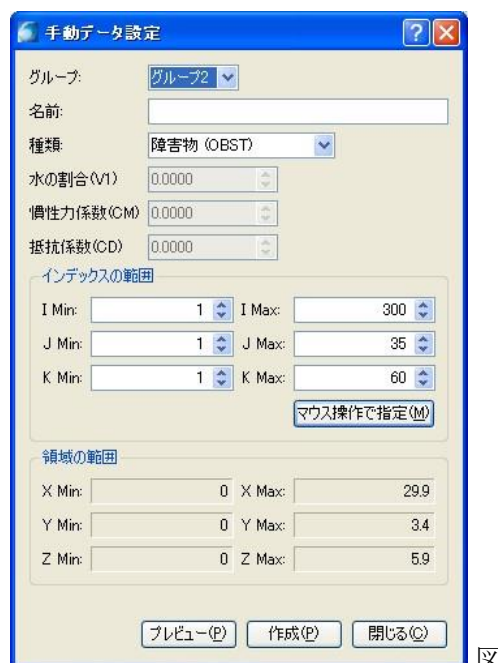 手動データ設定
グループ: グループ2
名前:
種類: 障害物 (OBST)
水の割合(V1) 0.0000
慣性力係数(CM) 0.0000
抵抗係数(CD) 0.0000
インデックスの範囲
I Min: 1 I Max: 300
J Min: 1 J Max: 35
K Min: 1 K Max: 60
マウス操作で指定(M)
領域の範囲
X Min: 0 X Max: 29.9
Y Min: 0 Y Max: 3.4
Z Min: 0 Z Max: 5.9
プレビュー(P) 作成(P) 閉じる(C)
図